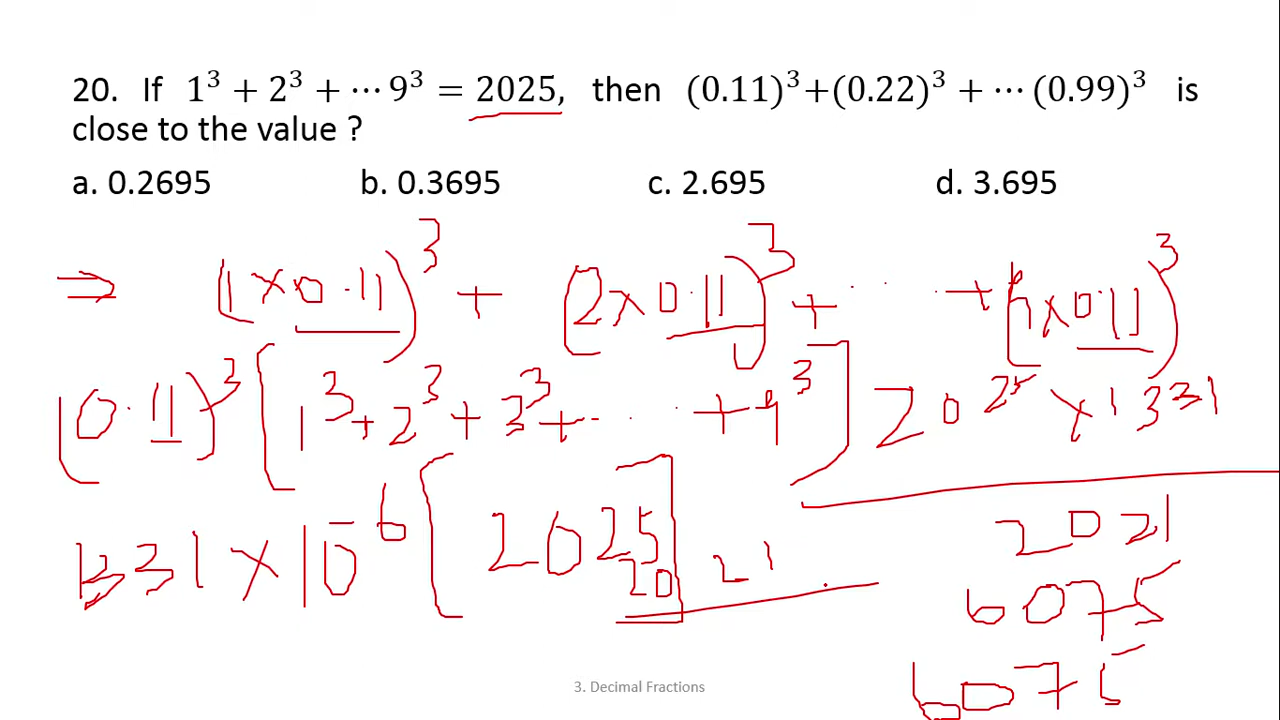 20. If 1³ + 2³ + ⋯ 9³ = 2025, then (0.11)³+(0.22)³ + ⋯ (0.99)³ is
close to the value ?
a. 0.2695 b. 0.3695 c. 2.695 d. 3.695
⇒ (1 × 0.11)³ + (2 × 0.11)³ + ..... + (9 × 0.11)³
(0.11)³ [1³ + 2³ + 3³ + ..... + 9³] 2025 × 1331
1331 × 10⁻⁶ [2025]
20 21
2021
6075
6075
3. Decimal Fractions